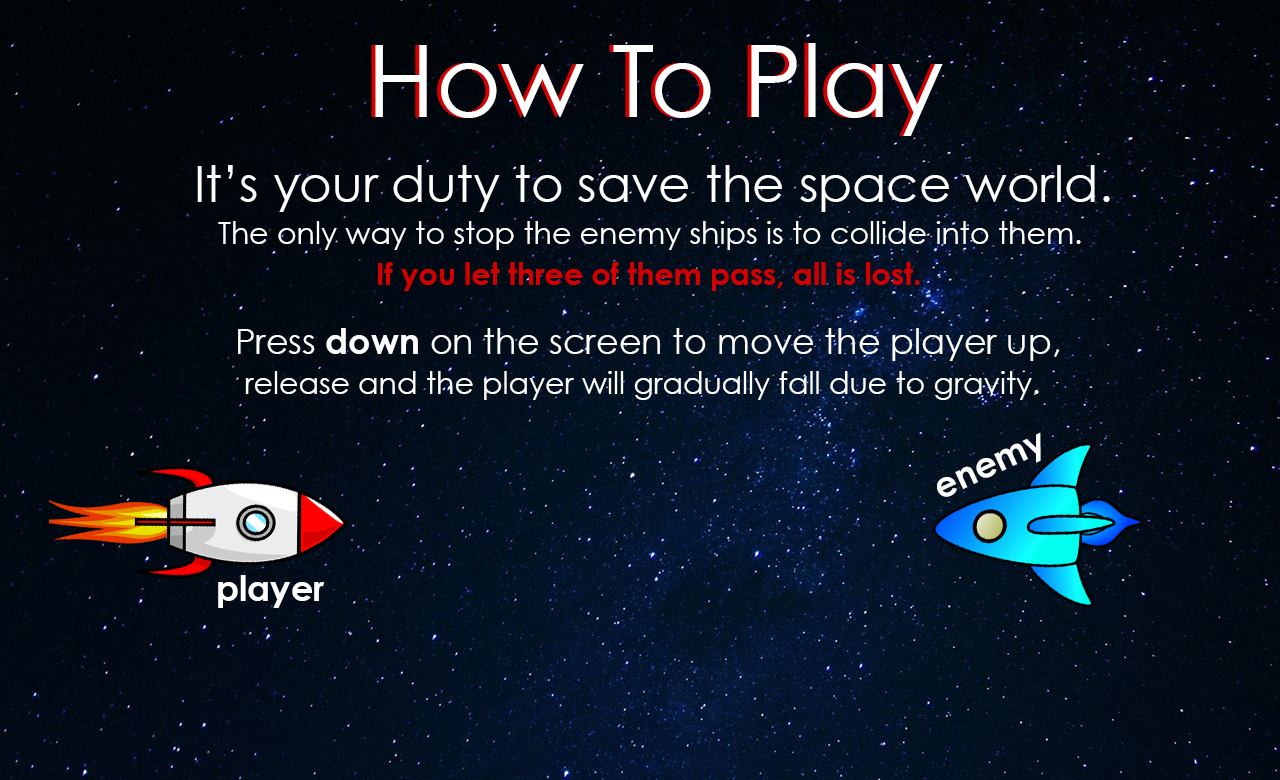 How To Play
It’s your duty to save the space world.
The only way to stop the enemy ships is to collide into them.
If you let three of them pass, all is lost.
Press down on the screen to move the player up,
release and the player will gradually fall due to gravity.
enemy
player